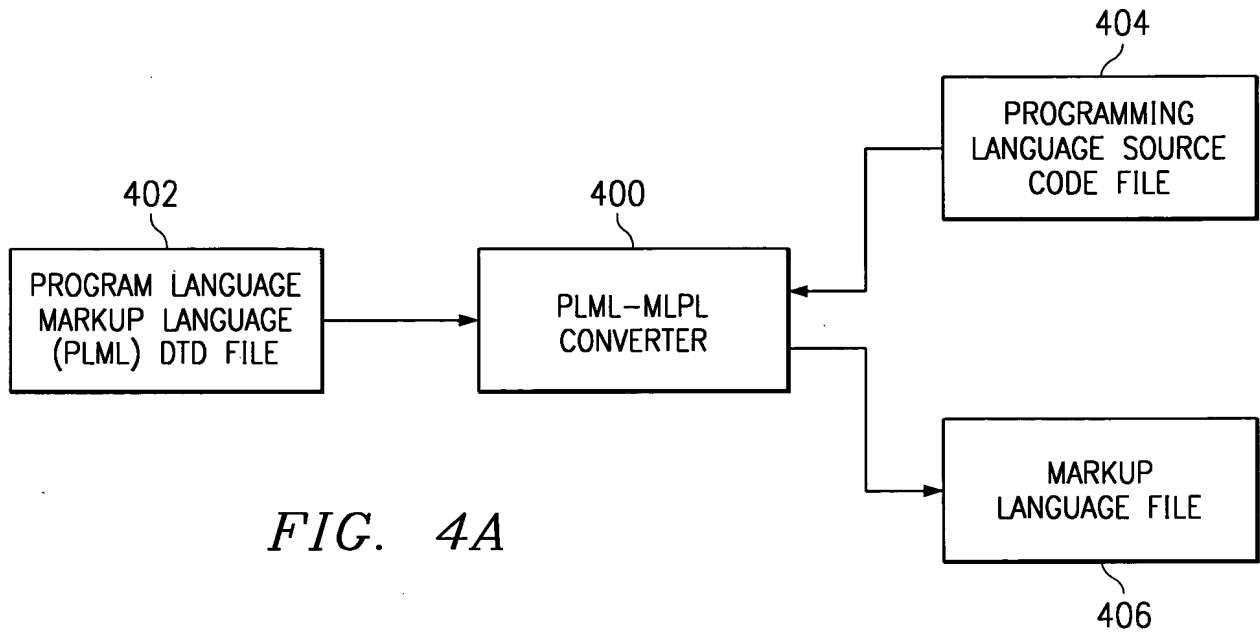 404
PROGRAMMING
LANGUAGE SOURCE
CODE FILE
402
PROGRAM LANGUAGE
MARKUP LANGUAGE
(PLML) DTD FILE
400
PLML-MLPL
CONVERTER
MARKUP
LANGUAGE FILE
406
FIG. 4A